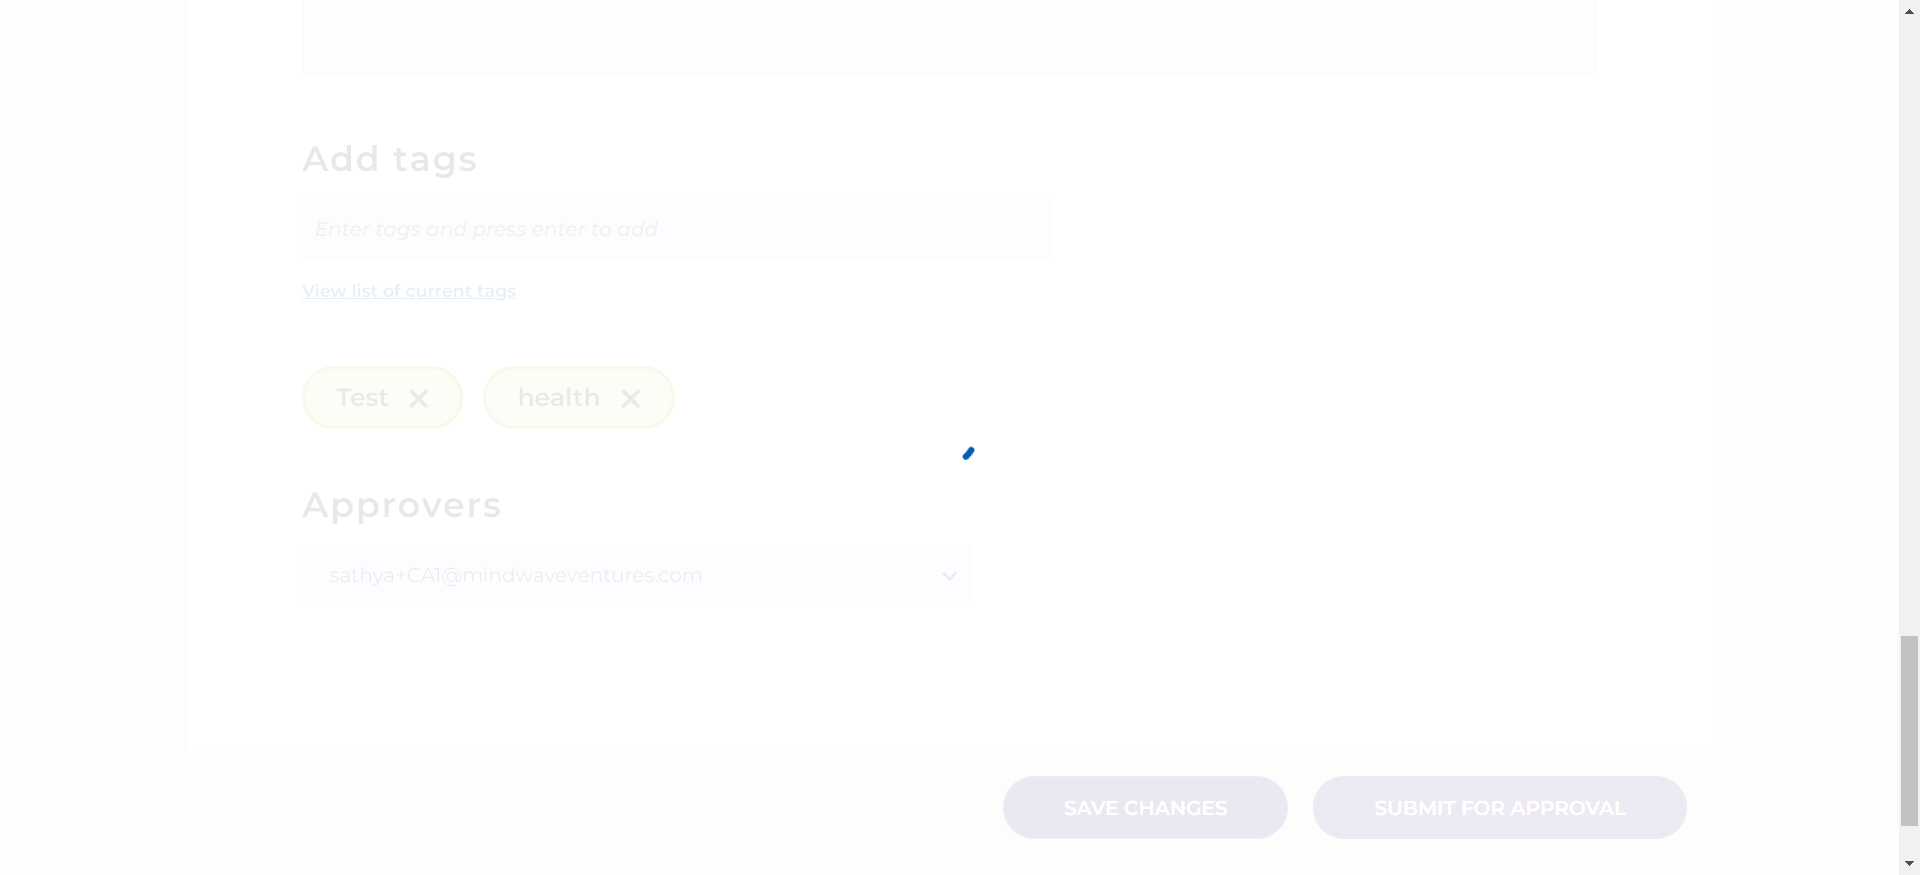 Add tags
Enter tags and press enter to add
View list of current tags
Test
health
Approvers
sathya+CA1@mindwaveventures.com
SAVE CHANGES
SUBMIT FOR APPROVAL